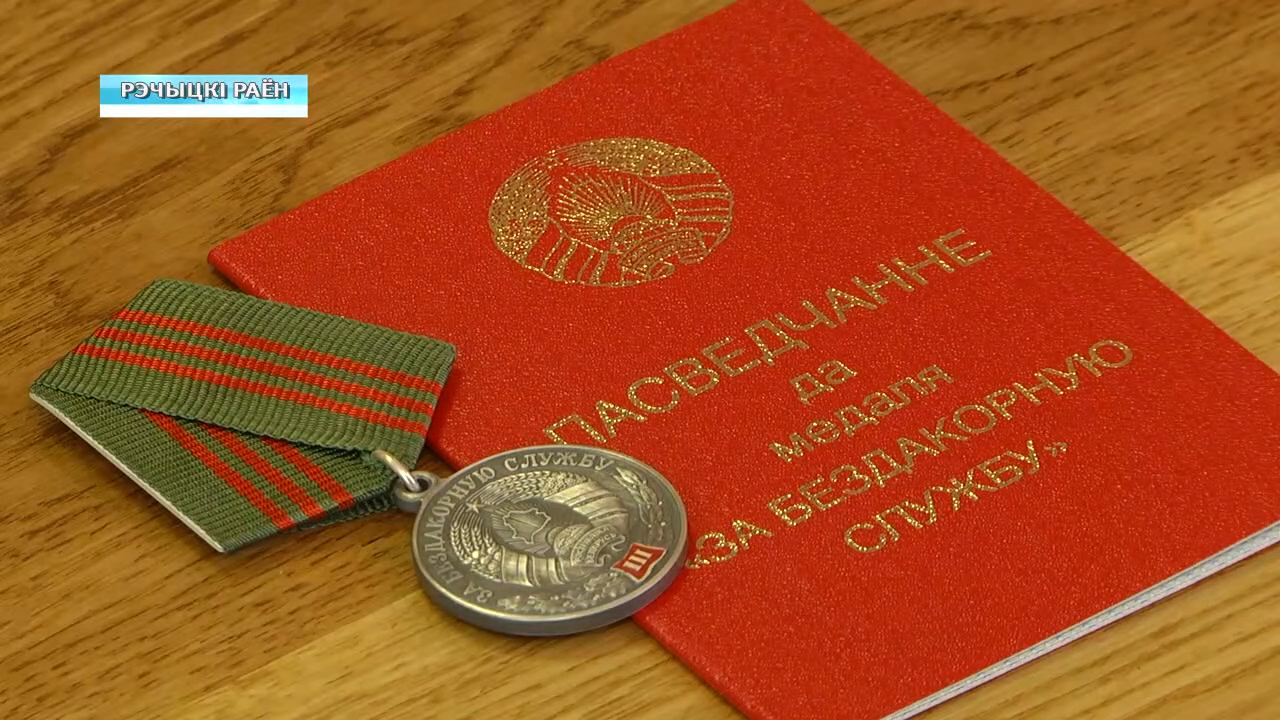 РЭЧЫЦКІ РАЁН
ПАСВЕДЧАННЕ
да
медаля
«ЗА БЕЗДАКОРНУЮ
СЛУЖБУ»
ЗА БЕЗДАКОРНУЮ СЛУЖБУ
III